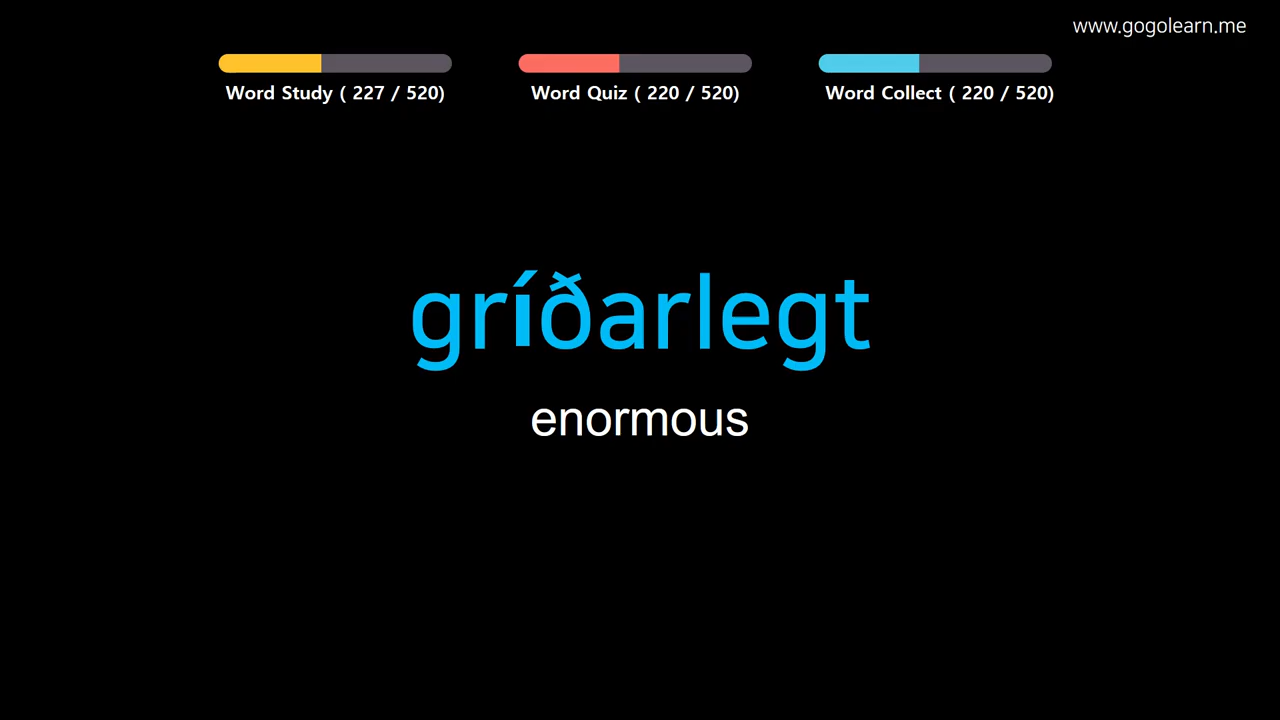 www.gogolearn.me
Word Study ( 227 / 520)
Word Quiz ( 220 / 520)
Word Collect ( 220 / 520)
gríðarlegt
enormous